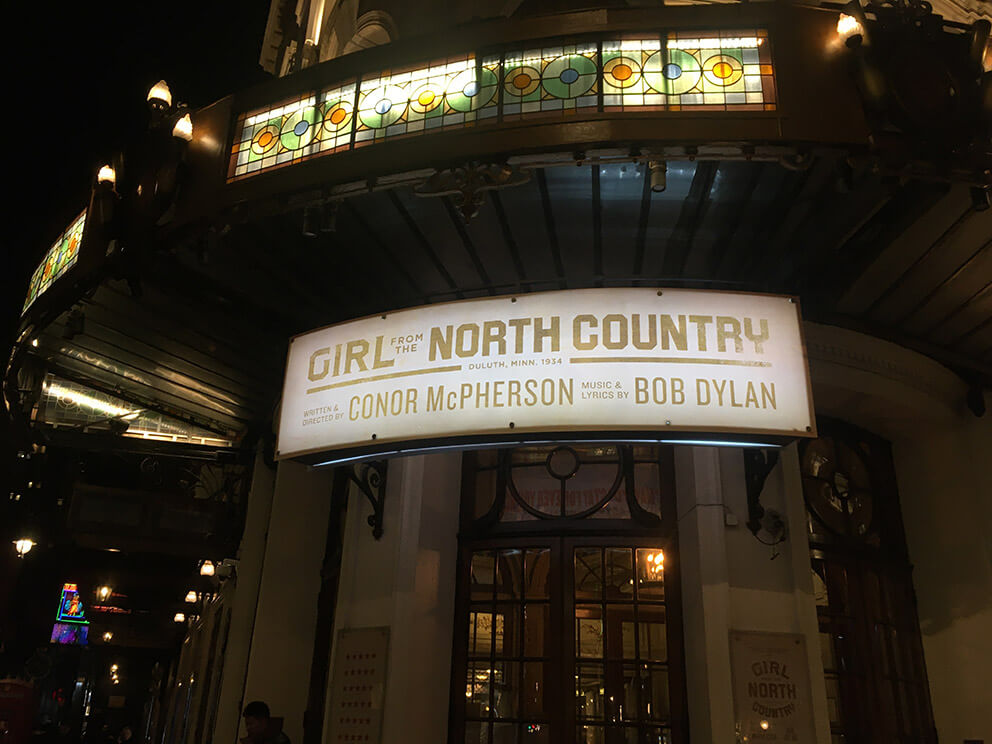 GIRL FROM THE NORTH COUNTRY
DULUTH, MINN. 1934
WRITTEN & DIRECTED BY CONOR McPHERSON MUSIC & LYRICS BY BOB DYLAN
GIRL
NORTH
COUNTRY